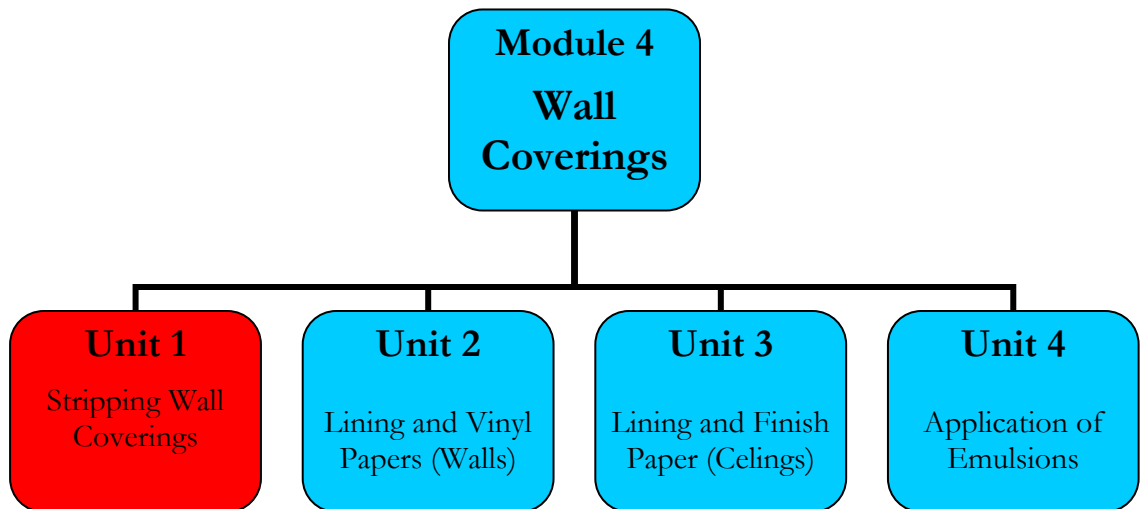 Module 4
Wall
Coverings
Unit 1
Stripping Wall
Coverings
Unit 2
Lining and Vinyl
Papers (Walls)
Unit 3
Lining and Finish
Paper (Celings)
Unit 4
Application of
Emulsions